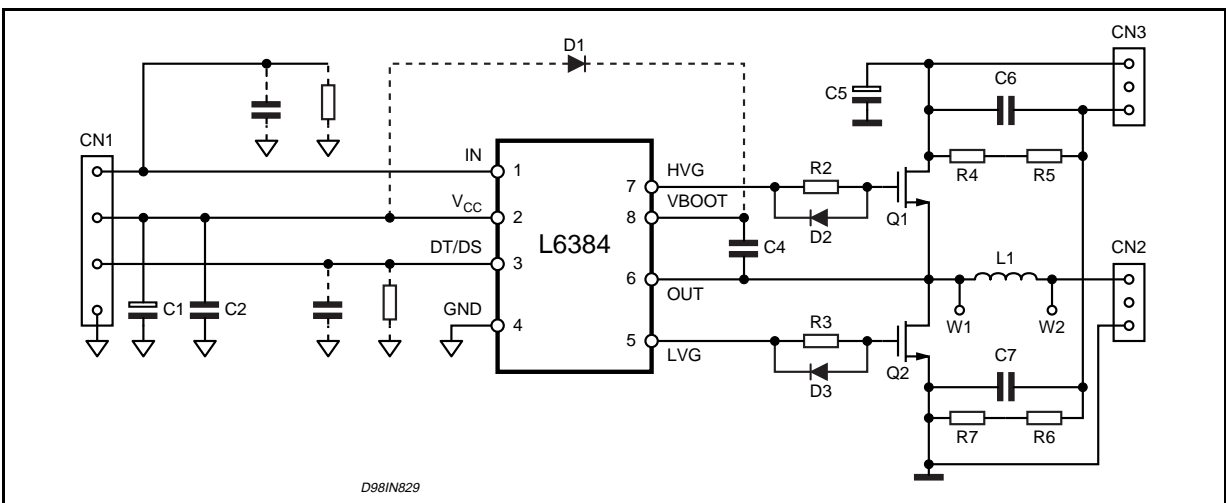 CN3
D1
C6
C5
CN1
IN
HVG
R2
R4
R5
1
7
VBOOT
VCC
Q1
2
8
D2
CN2
L6384
C4
DT/DS
L1
3
6
OUT
C1
C2
GND
R3
W1
W2
4
5
LVG
C7
Q2
D3
R7
R6
D98IN829